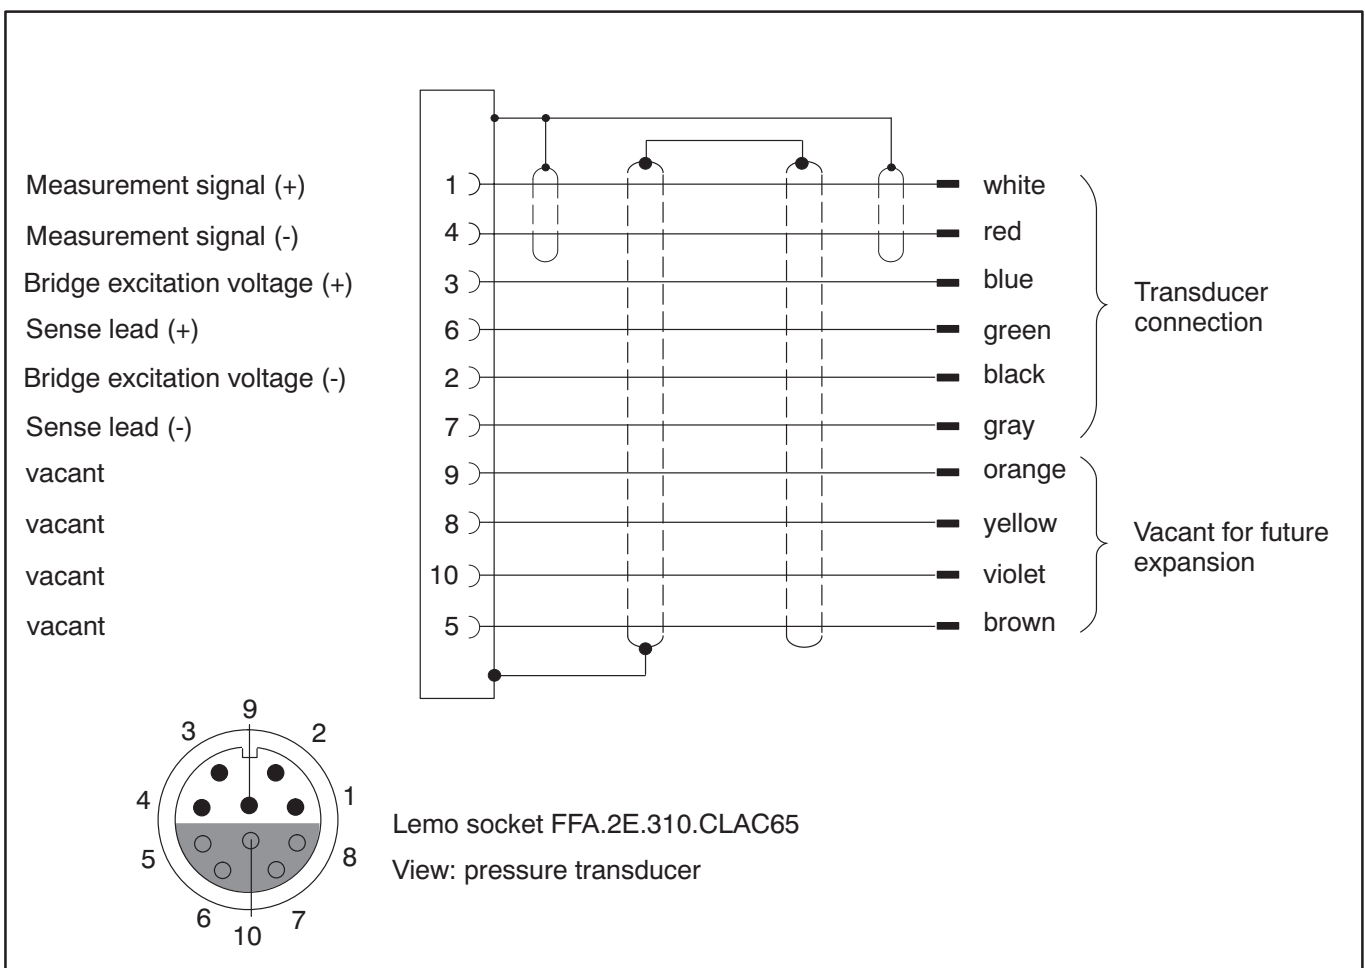 Measurement signal (+) 1 white
Measurement signal (-) 4 red
Bridge excitation voltage (+) 3 blue
Sense lead (+) 6 green
Bridge excitation voltage (-) 2 black
Sense lead (-) 7 gray
vacant 9 orange
vacant 8 yellow
vacant 10 violet
vacant 5 brown
Transducer
connection
Vacant for future
expansion
9
3 2
4 1
5 8
6 7
10
Lemo socket FFA.2E.310.CLAC65
View: pressure transducer